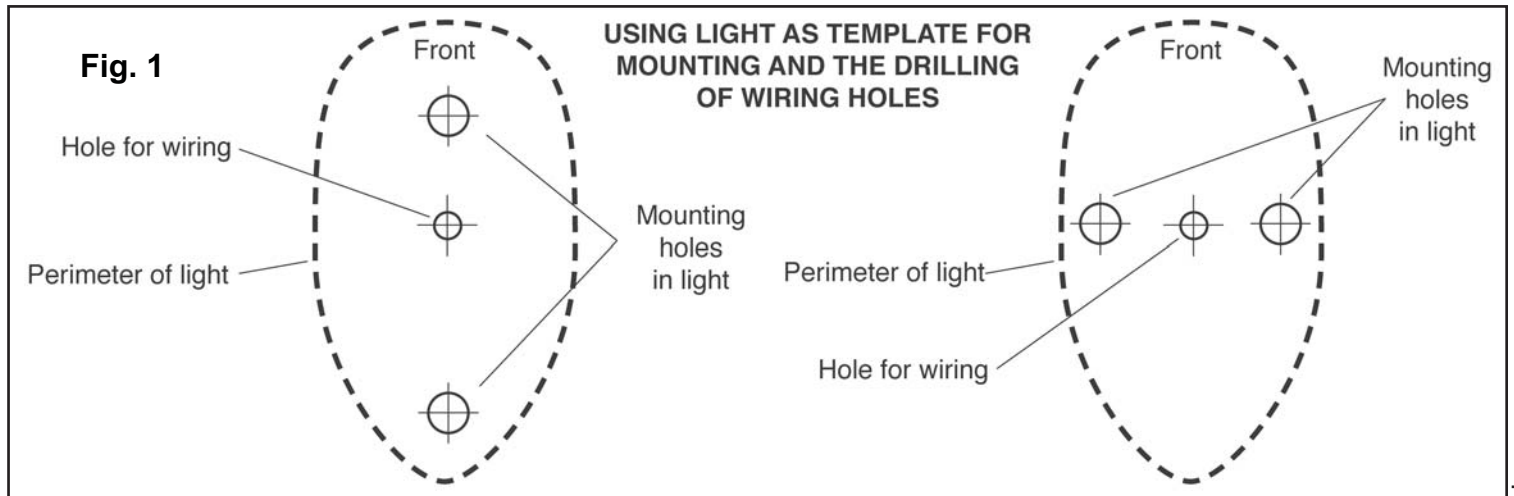 Fig. 1
Front
USING LIGHT AS TEMPLATE FOR
MOUNTING AND THE DRILLING
OF WIRING HOLES
Front
Hole for wiring
Perimeter of light
Mounting
holes
in light
Mounting
holes
in light
Perimeter of light
Hole for wiring